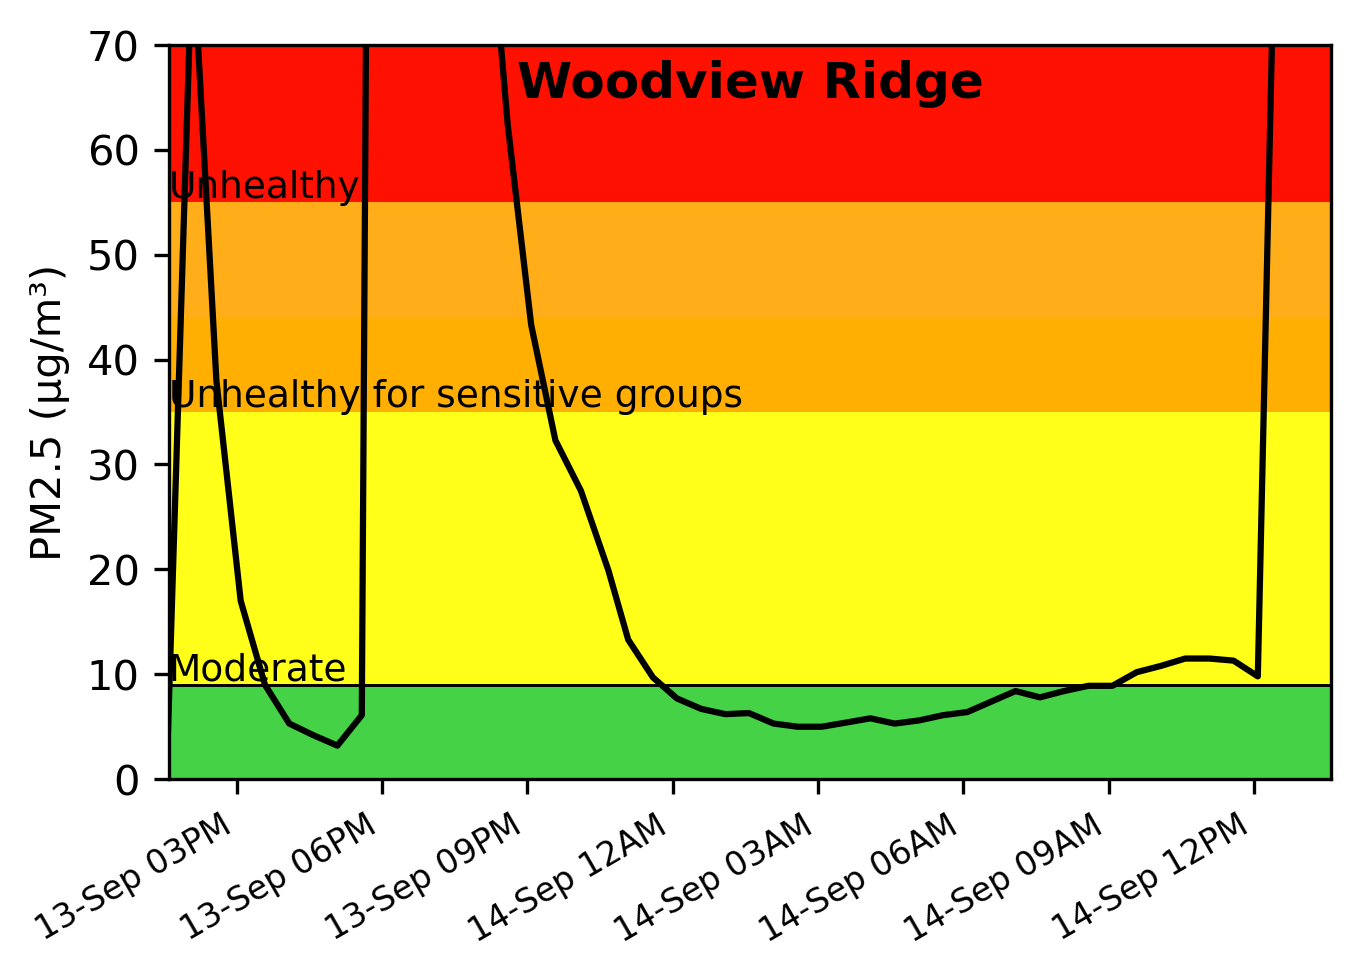 Woodview Ridge
PM2.5 (µg/m³)
70
60
50
40
30
20
10
0
Unhealthy
Unhealthy for sensitive groups
Moderate
13-Sep 03PM
13-Sep 06PM
13-Sep 09PM
14-Sep 12AM
14-Sep 03AM
14-Sep 06AM
14-Sep 09AM
14-Sep 12PM